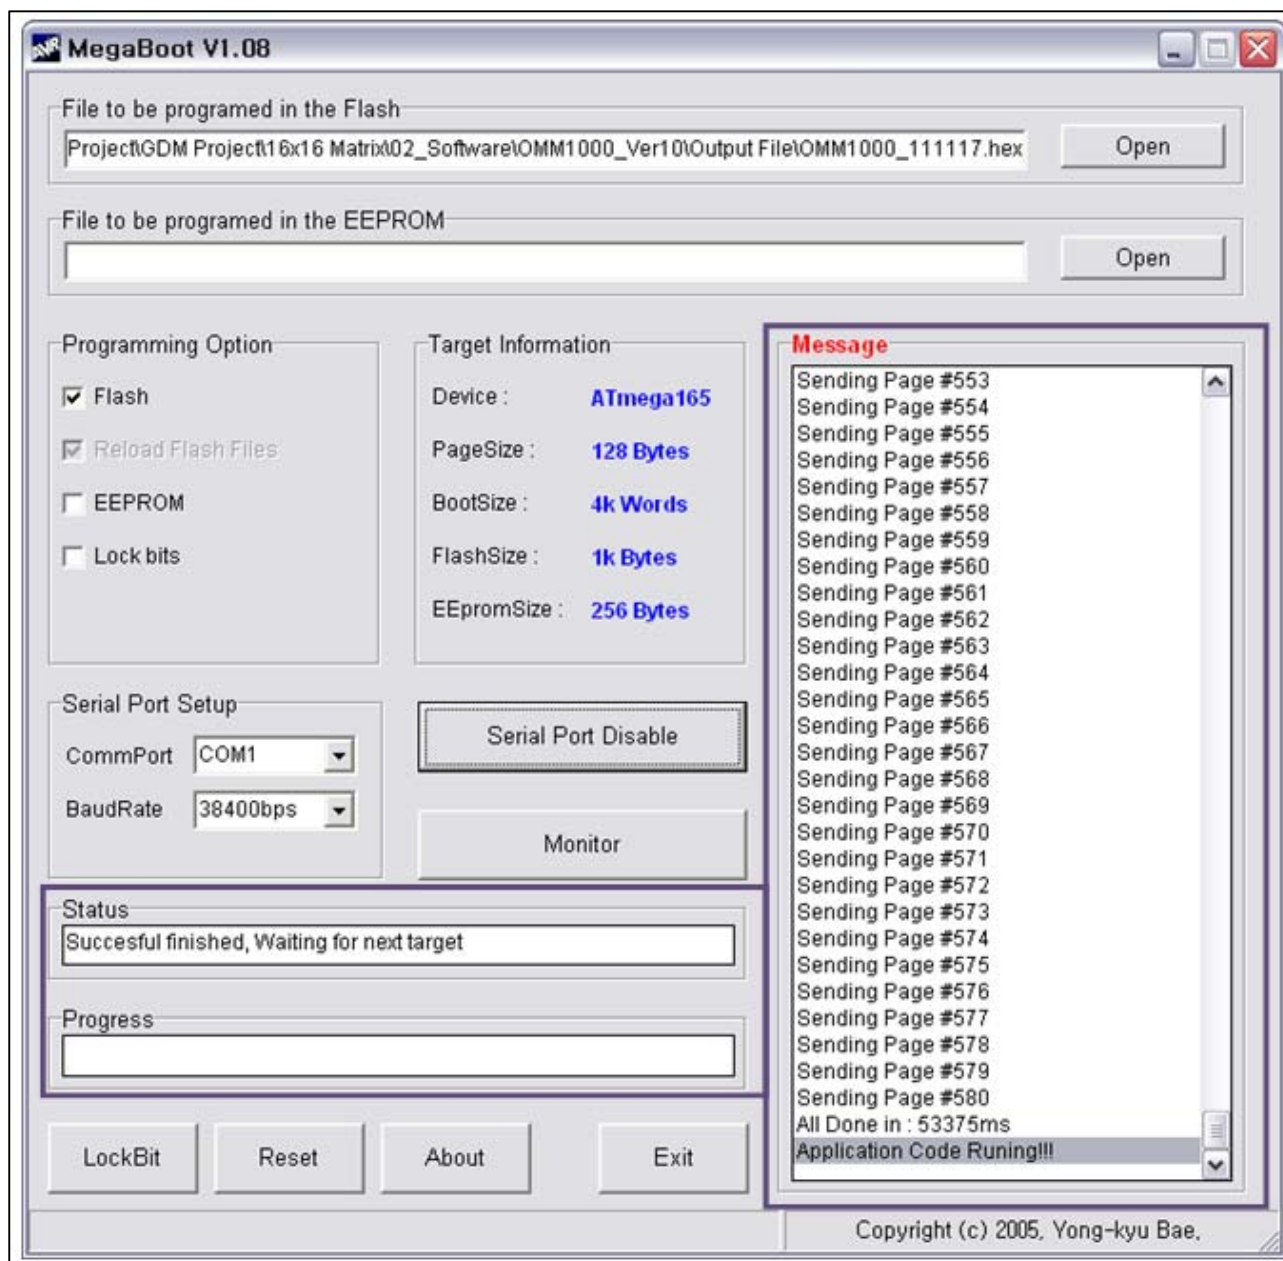 MegaBoot V1.08
File to be programed in the Flash
Project\GDM Project\16x16 Matrix\02_Software\OMM1000_Ver10\Output File\OMM1000_111117.hex
Open
File to be programed in the EEPROM
Open
Programming Option
Flash
Reload Flash Files
EEPROM
Lock bits
Target Information
Device : ATmega165
PageSize : 128 Bytes
BootSize : 4k Words
FlashSize : 1k Bytes
EEpromSize : 256 Bytes
Serial Port Setup
CommPort COM1
BaudRate 38400bps
Serial Port Disable
Monitor
Status
Succesful finished, Waiting for next target
Progress
LockBit
Reset
About
Exit
Message
Sending Page #553
Sending Page #554
Sending Page #555
Sending Page #556
Sending Page #557
Sending Page #558
Sending Page #559
Sending Page #560
Sending Page #561
Sending Page #562
Sending Page #563
Sending Page #564
Sending Page #565
Sending Page #566
Sending Page #567
Sending Page #568
Sending Page #569
Sending Page #570
Sending Page #571
Sending Page #572
Sending Page #573
Sending Page #574
Sending Page #575
Sending Page #576
Sending Page #577
Sending Page #578
Sending Page #579
Sending Page #580
All Done in : 53375ms
Application Code Runing!!!
Copyright (c) 2005, Yong-kyu Bae,